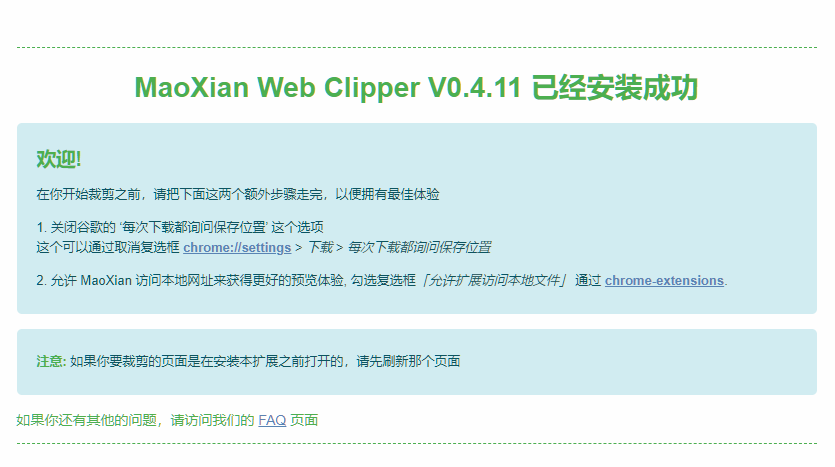 MaoXian Web Clipper V0.4.11 已经安装成功
欢迎!
在你开始裁剪之前，请把下面这两个额外步骤走完，以便拥有最佳体验
1. 关闭谷歌的 '每次下载都询问保存位置' 这个选项
这个可以通过取消复选框 chrome://settings > 下载 > 每次下载都询问保存位置
2. 允许 MaoXian 访问本地网址来获得更好的预览体验, 勾选复选框「允许扩展访问本地文件」 通过 chrome-extensions.
注意: 如果你要裁剪的页面是在安装本扩展之前打开的，请先刷新那个页面
如果你还有其他的问题，请访问我们的 FAQ 页面